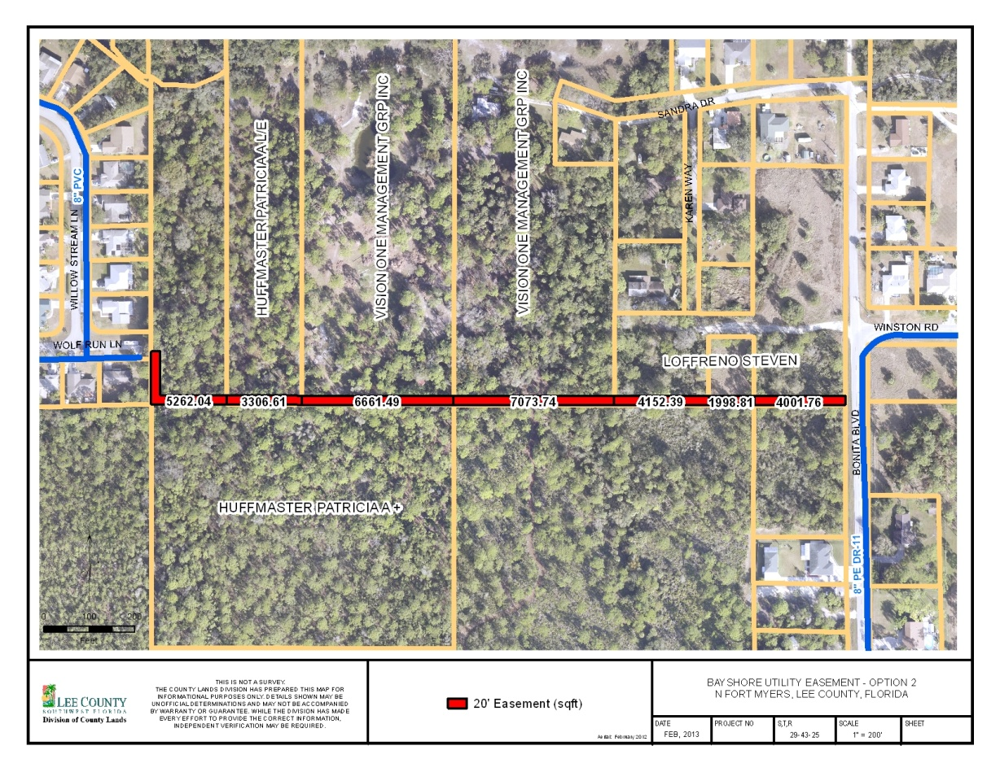 SANDRA DR
HUFFMASTER PATRICIA A L/E
VISION ONE MANAGEMENT GRP INC
VISION ONE MANAGEMENT GRP INC
KAREN WAY
8" PVC
WILLOW STREAM LN
WOLF RUN LN
WINSTON RD
LOFFRENO STEVEN
5262.04
3306.61
6661.49
7073.74
4152.39
1998.81
4001.76
BONITA BLVD
HUFFMASTER PATRICIA A +
8" PE DR-11
0 100 200
Feet
LEE COUNTY
SOUTHWEST FLORIDA
Division of County Lands
THIS IS NOT A SURVEY.
THE COUNTY LANDS DIVISION HAS PREPARED THIS MAP FOR
INFORMATIONAL PURPOSES ONLY. DETAILS SHOWN MAY BE
UNOFFICIAL DETERMINATIONS AND MAY NOT BE ACCOMPANIED
BY WARRANTY OR GUARANTEE. WHILE THE DIVISION HAS MADE
EVERY EFFORT TO PROVIDE THE CORRECT INFORMATION,
INDEPENDENT VERIFICATION MAY BE REQUIRED.
20' Easement (sqft)
Aerial: February 2012
BAYSHORE UTILITY EASEMENT - OPTION 2
N FORT MYERS, LEE COUNTY, FLORIDA
DATE
FEB, 2013
PROJECT NO
S,T,R
29-43-25
SCALE
1" = 200'
SHEET